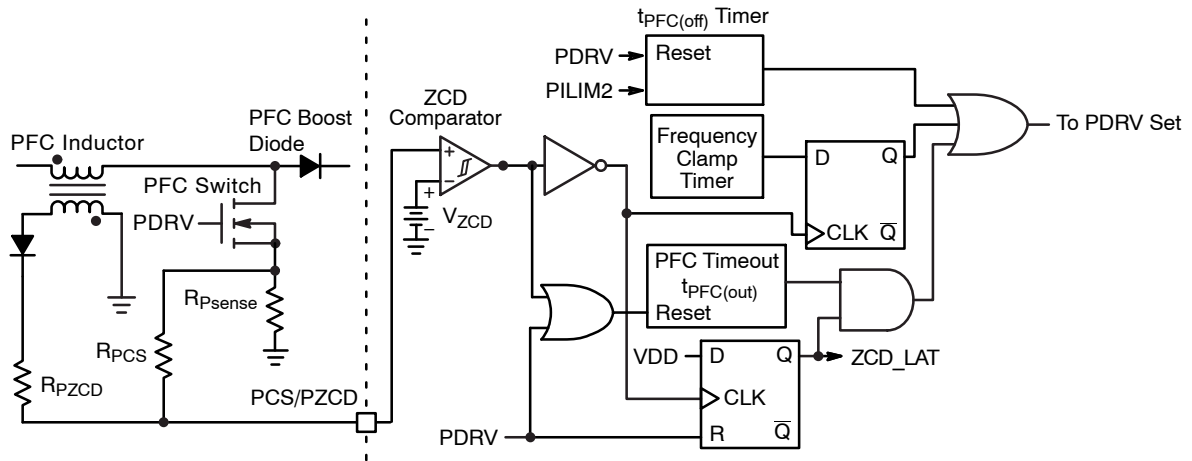 tPFC(off) Timer
PDRV
Reset
PILIM2
ZCD
Comparator
PFC Boost
Diode
PFC Inductor
Frequency
Clamp
Timer
D
Q
To PDRV Set
PFC Switch
PDRV
+
−
+
−
VZCD
CLK
Q̅
PFC Timeout
tPFC(out)
Reset
RPsense
RPCS
RPZCD
VDD
D
Q
ZCD_LAT
PCS/PZCD
CLK
PDRV
R
Q̅